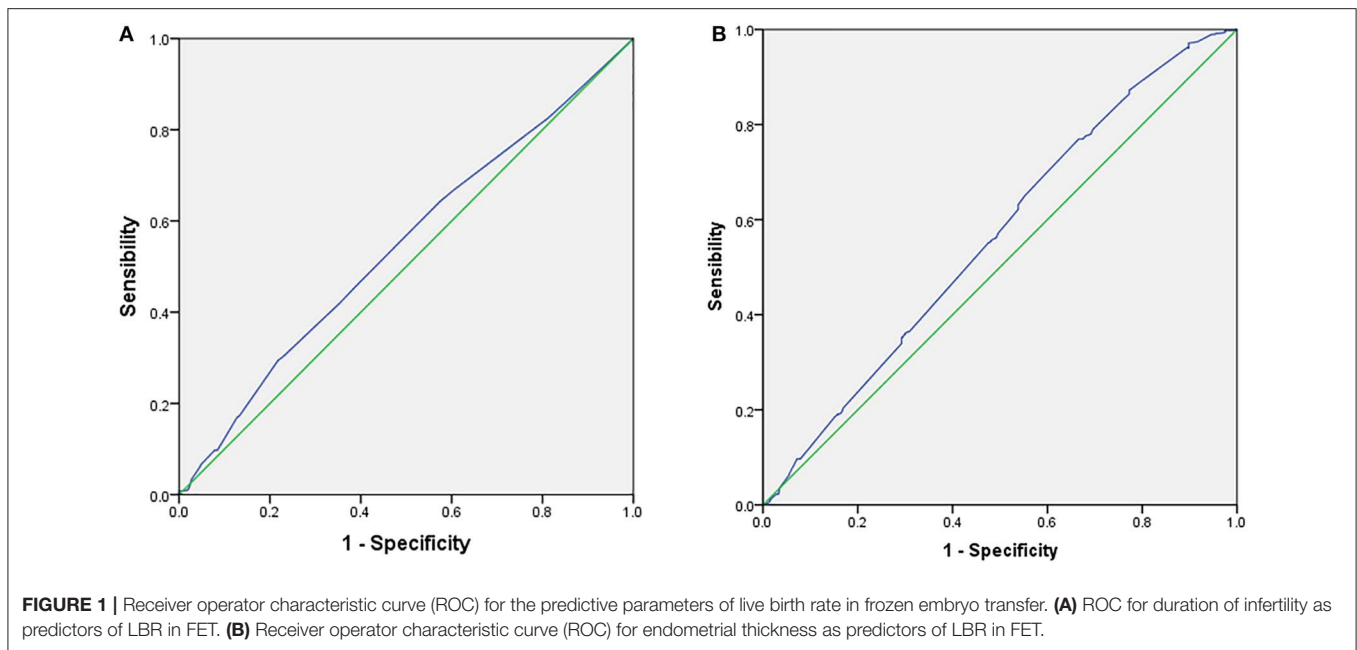 A
1.0
0.8
0.6
0.4
0.2
0.0
Sensibility
0.0 0.2 0.4 0.6 0.8 1.0
1 - Specificity
B
1.0
0.8
0.6
0.4
0.2
0.0
Sensibility
0.0 0.2 0.4 0.6 0.8 1.0
1 - Specificity
FIGURE 1 | Receiver operator characteristic curve (ROC) for the predictive parameters of live birth rate in frozen embryo transfer. (A) ROC for duration of infertility as
predictors of LBR in FET. (B) Receiver operator characteristic curve (ROC) for endometrial thickness as predictors of LBR in FET.